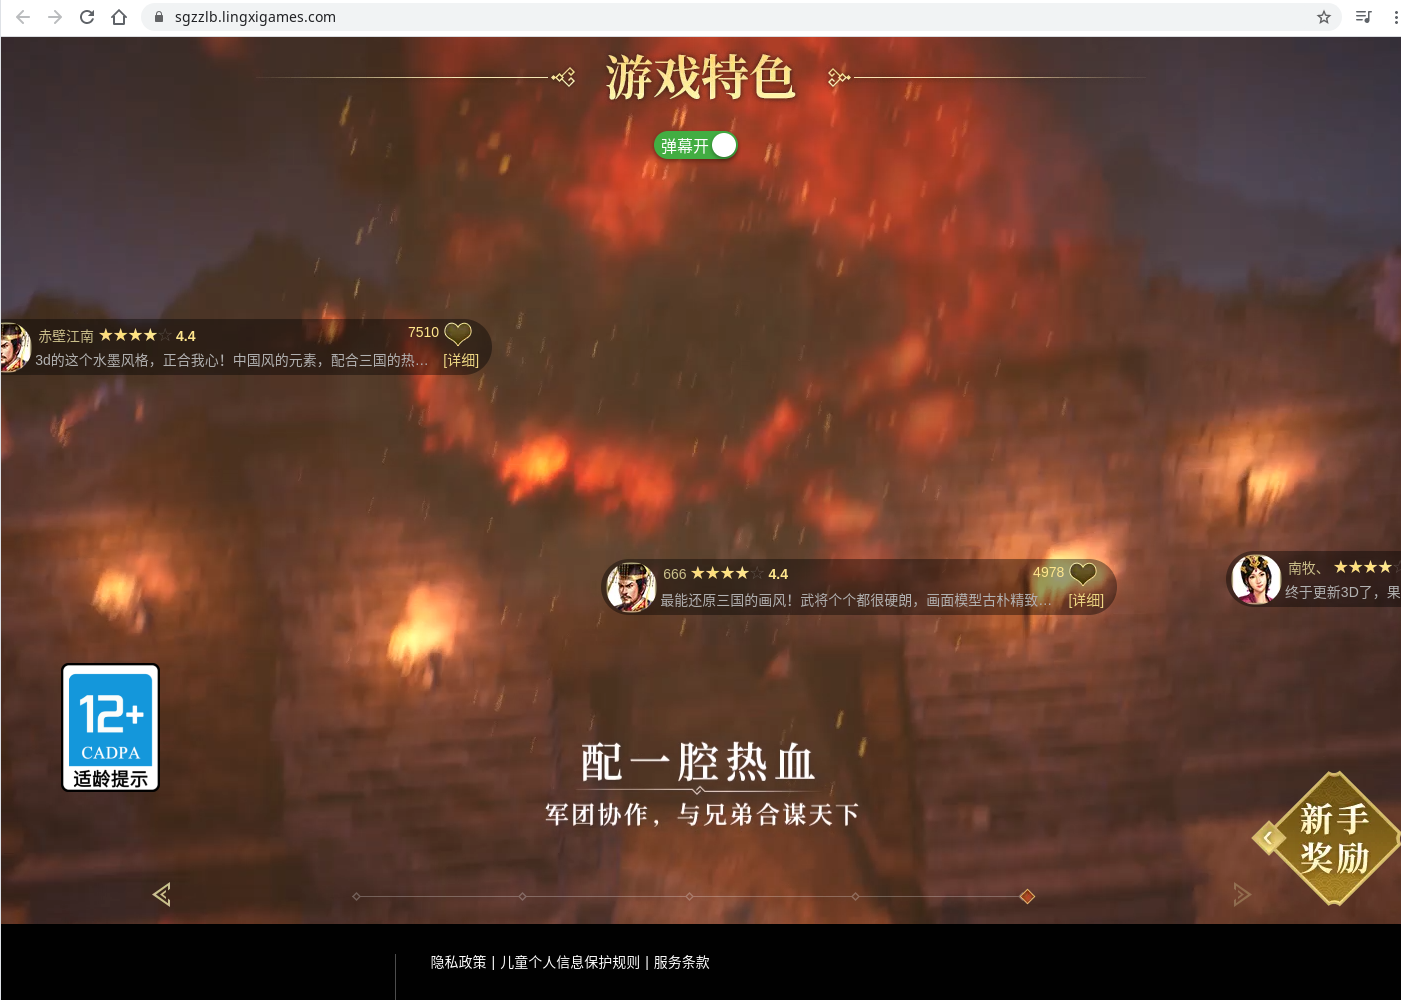 sgzzlb.lingxigames.com
游戏特色
弹幕开
赤壁江南 ★★★★☆ 4.4 7510
3d的这个水墨风格，正合我心！中国风的元素，配合三国的热... [详细]
666 ★★★★☆ 4.4 4978
最能还原三国的画风！武将个个都很硬朗，画面模型古朴精致... [详细]
南牧、 ★★★★
终于更新3D了，果
12+
CADPA
适龄提示
配一腔热血
军团协作，与兄弟合谋天下
新手
奖励
隐私政策 | 儿童个人信息保护规则 | 服务条款